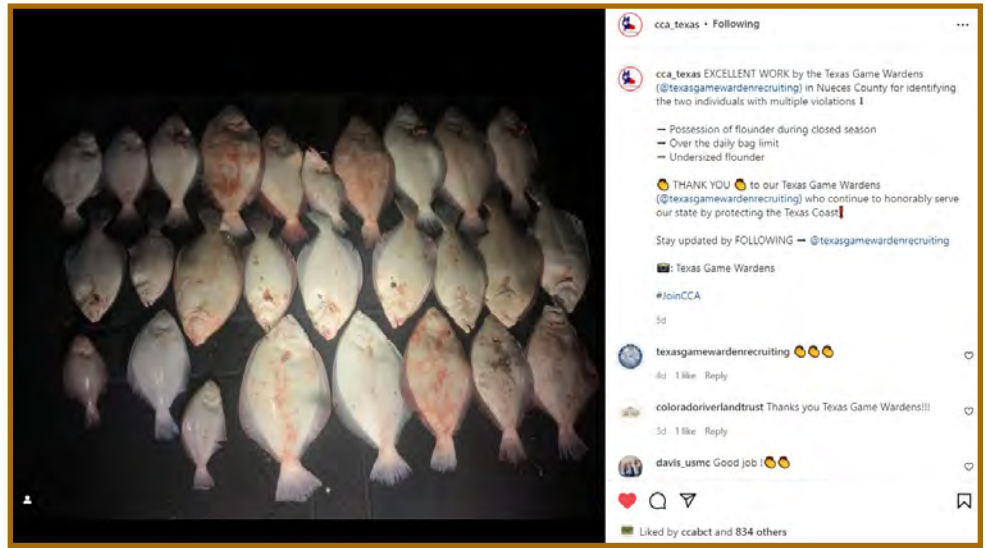 cca_texas • Following
cca_texas EXCELLENT WORK by the Texas Game Wardens
(@texasgamewardenrecruiting) in Nueces County for identifying
the two individuals with multiple violations
→ Possession of flounder during closed season
→ Over the daily bag limit
→ Undersized flounder
👏 THANK YOU 👏 to our Texas Game Wardens
(@texasgamewardenrecruiting) who continue to honorably serve
our state by protecting the Texas Coast❗
Stay updated by FOLLOWING → @texasgamewardenrecruiting
📷: Texas Game Wardens
#JoinCCA
5d
texasgamewardenrecruiting 👏👏👏
4d 1 like Reply
coloradoriverlandtrust Thanks you Texas Game Wardens!!!
3d 1 like Reply
davis_usmc Good job !👏👏
Liked by ccabct and 834 others